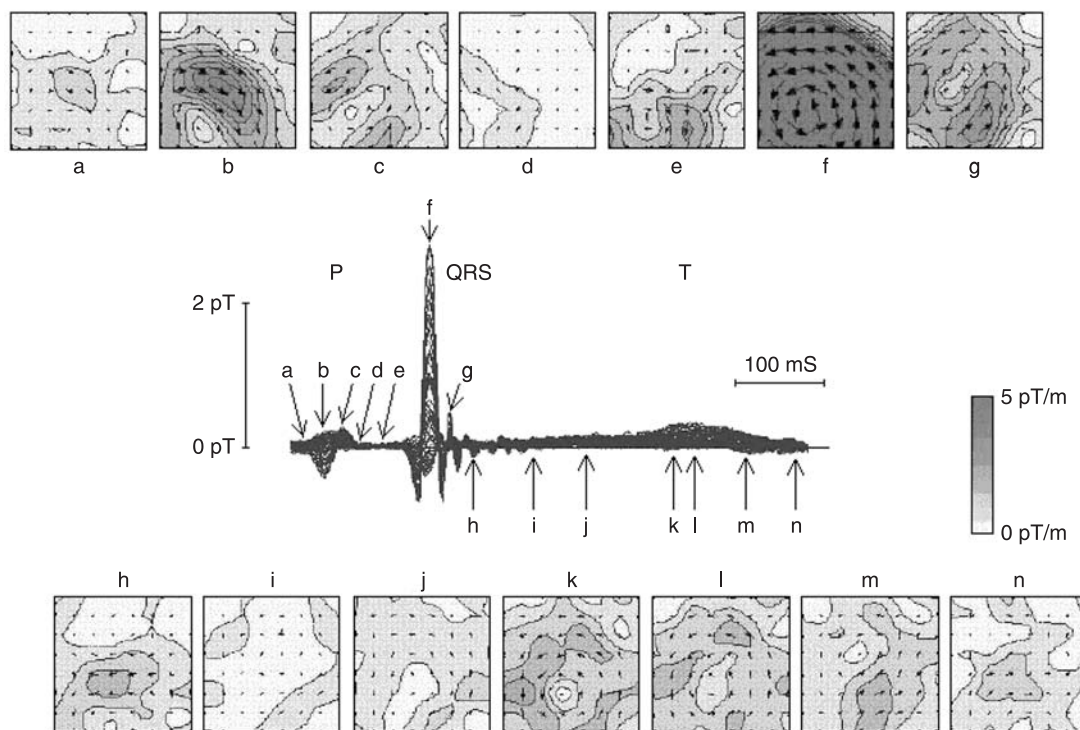 a b c d e f g
f
P QRS T
2 pT
100 mS
a b c d e g
5 pT/m
0 pT
h i j k l m n
0 pT/m
h i j k l m n